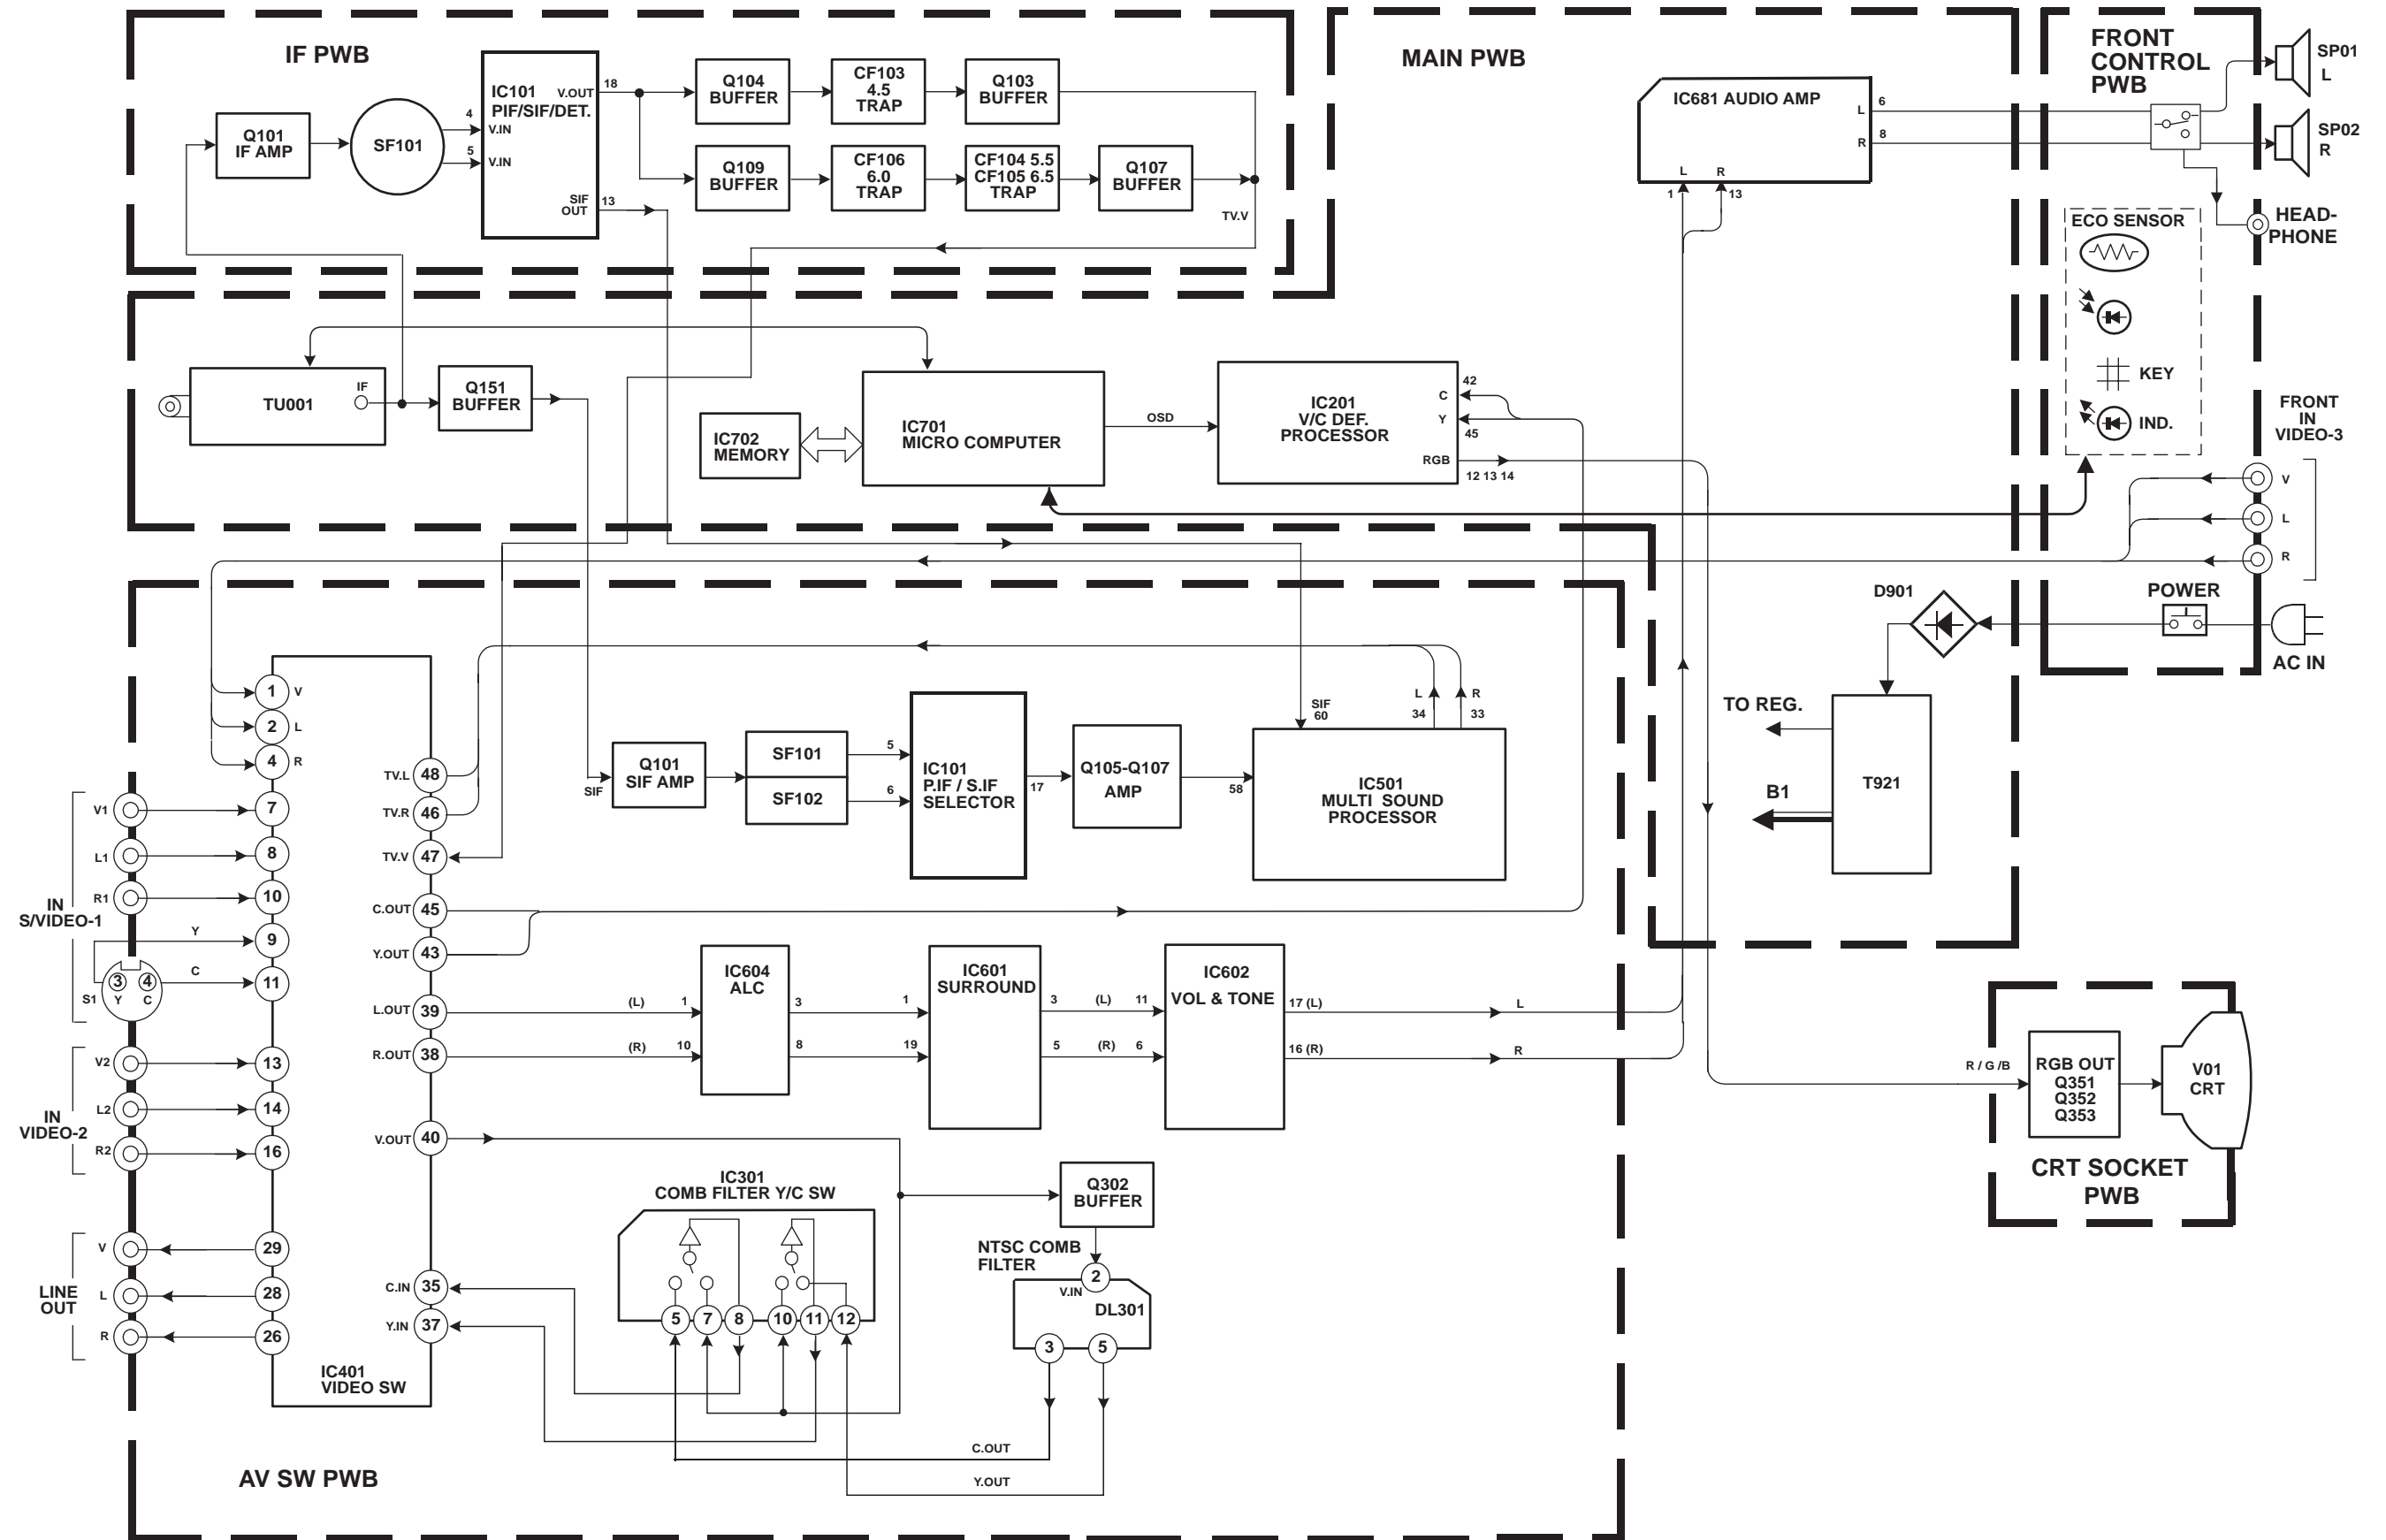 IF PWB
Q101
IF AMP
SF101
4
5
IC101
PIF/SIF/DET.
V.OUT
V.IN
V.IN
SIF
OUT
18
13
Q104
BUFFER
CF103
4.5
TRAP
Q103
BUFFER
Q109
BUFFER
CF106
6.0
TRAP
CF104 5.5
CF105 6.5
TRAP
Q107
BUFFER
TV.V
MAIN PWB
IC681 AUDIO AMP
L
6
R
8
L
R
1
13
FRONT
CONTROL
PWB
SP01
L
SP02
R
HEAD-
PHONE
ECO SENSOR
KEY
IND.
FRONT
IN
VIDEO-3
V
L
R
POWER
AC IN
TU001
IF
Q151
BUFFER
IC702
MEMORY
IC701
MICRO COMPUTER
OSD
IC201
V/C DEF.
PROCESSOR
42
C
Y
45
RGB
12 13 14
D901
TO REG.
B1
T921
1
V
2
L
4
R
7
8
10
9
11
13
14
16
29
28
26
IN
S/VIDEO-1
V1
L1
R1
Y
C
3
4
S1
Y
C
IN
VIDEO-2
V2
L2
R2
LINE
OUT
V
L
R
TV.L
48
TV.R
46
TV.V
47
C.OUT
45
Y.OUT
43
L.OUT
39
R.OUT
38
V.OUT
40
C.IN
35
Y.IN
37
IC401
VIDEO SW
SIF
Q101
SIF AMP
SF101
SF102
5
6
IC101
P.IF / S.IF
SELECTOR
17
Q105-Q107
AMP
58
SIF
60
L
34
R
33
IC501
MULTI SOUND
PROCESSOR
(L)
1
(R)
10
IC604
ALC
3
8
1
19
IC601
SURROUND
3
(L)
11
5
(R)
6
IC602
VOL & TONE
17 (L)
L
16 (R)
R
IC301
COMB FILTER Y/C SW
5
7
8
10
11
12
Q302
BUFFER
NTSC COMB
FILTER
2
V.IN
DL301
3
5
C.OUT
Y.OUT
AV SW PWB
R / G /B
RGB OUT
Q351
Q352
Q353
V01
CRT
CRT SOCKET
PWB